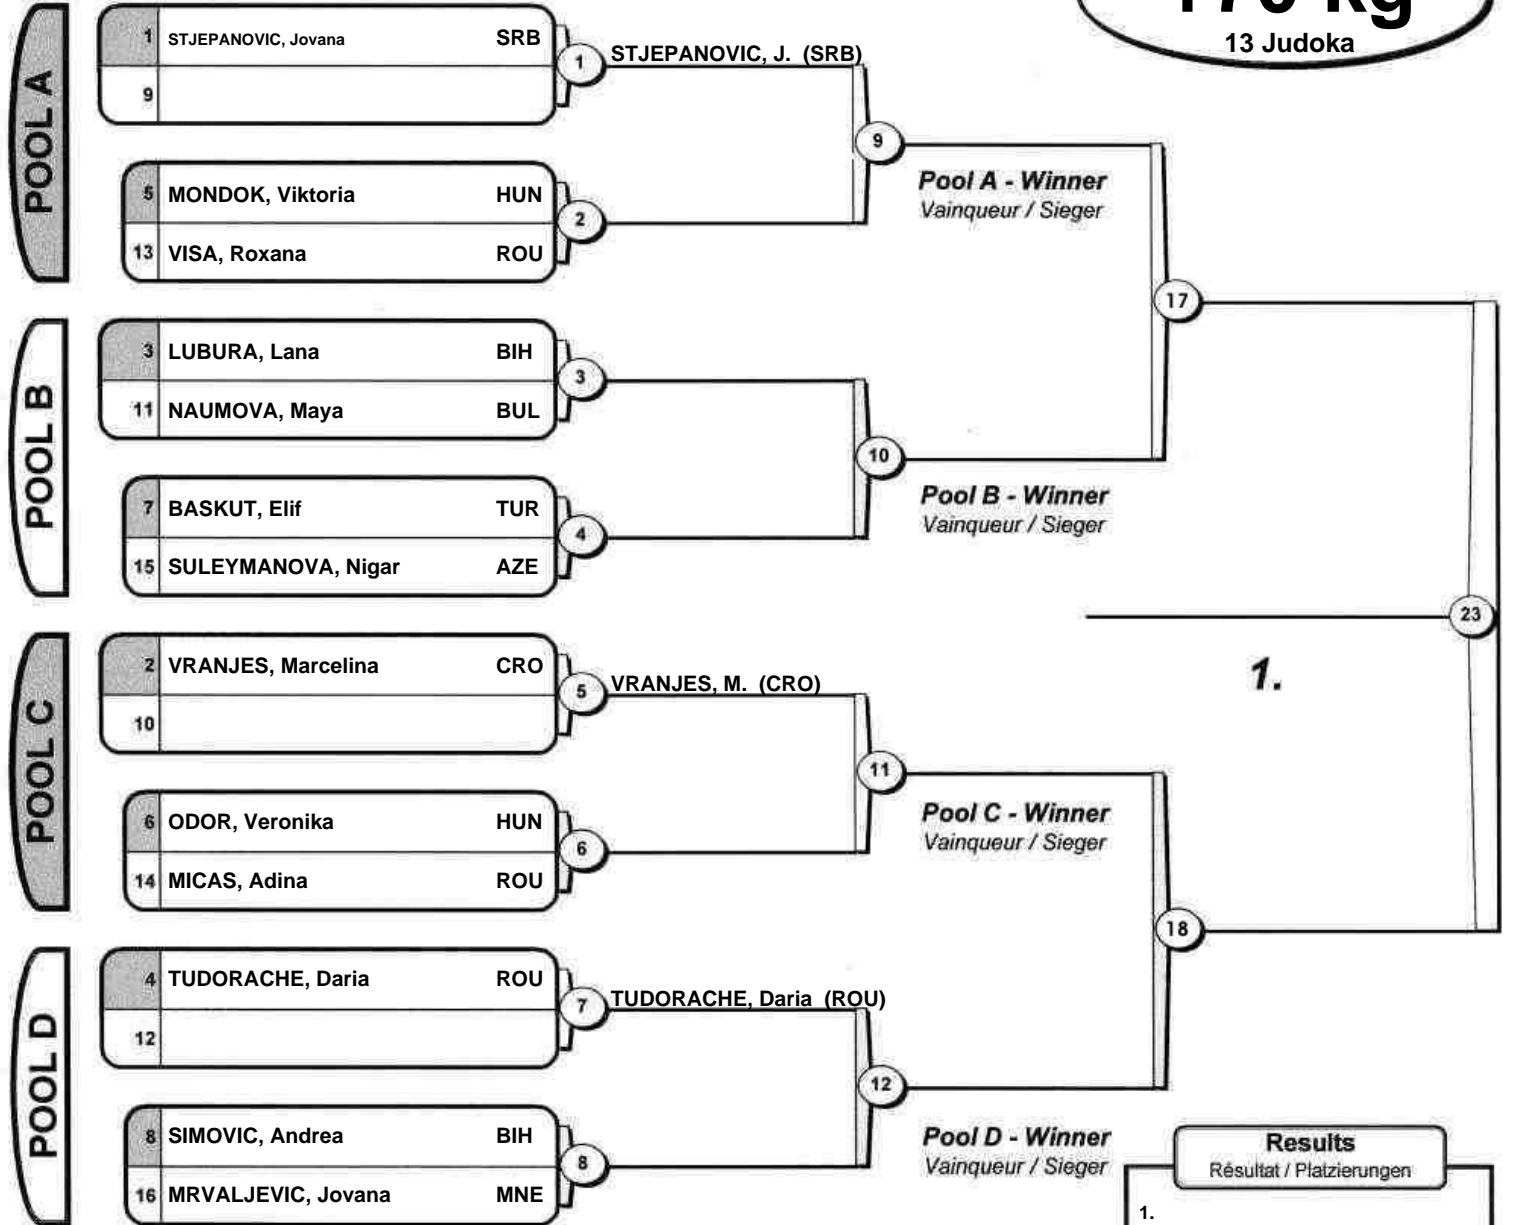 13 Judoka
POOL A
1 STJEPANOVIC, Jovana SRB
9
1
STJEPANOVIC, J. (SRB)
5 MONDOK, Viktoria HUN
13 VISA, Roxana ROU
2
9
Pool A - Winner
Vainqueur / Sieger
POOL B
3 LUBURA, Lana BIH
11 NAUMOVA, Maya BUL
3
7 BASKUT, Elif TUR
15 SULEYMANOVA, Nigar AZE
4
10
Pool B - Winner
Vainqueur / Sieger
17
POOL C
2 VRANJES, Marcelina CRO
10
5
VRANJES, M. (CRO)
6 ODOR, Veronika HUN
14 MICAS, Adina ROU
6
11
Pool C - Winner
Vainqueur / Sieger
23
1.
POOL D
4 TUDORACHE, Daria ROU
12
7
TUDORACHE, Daria (ROU)
8 SIMOVIC, Andrea BIH
16 MRVALJEVIC, Jovana MNE
8
12
Pool D - Winner
Vainqueur / Sieger
18
Results
Résultat / Platzierungen
1.